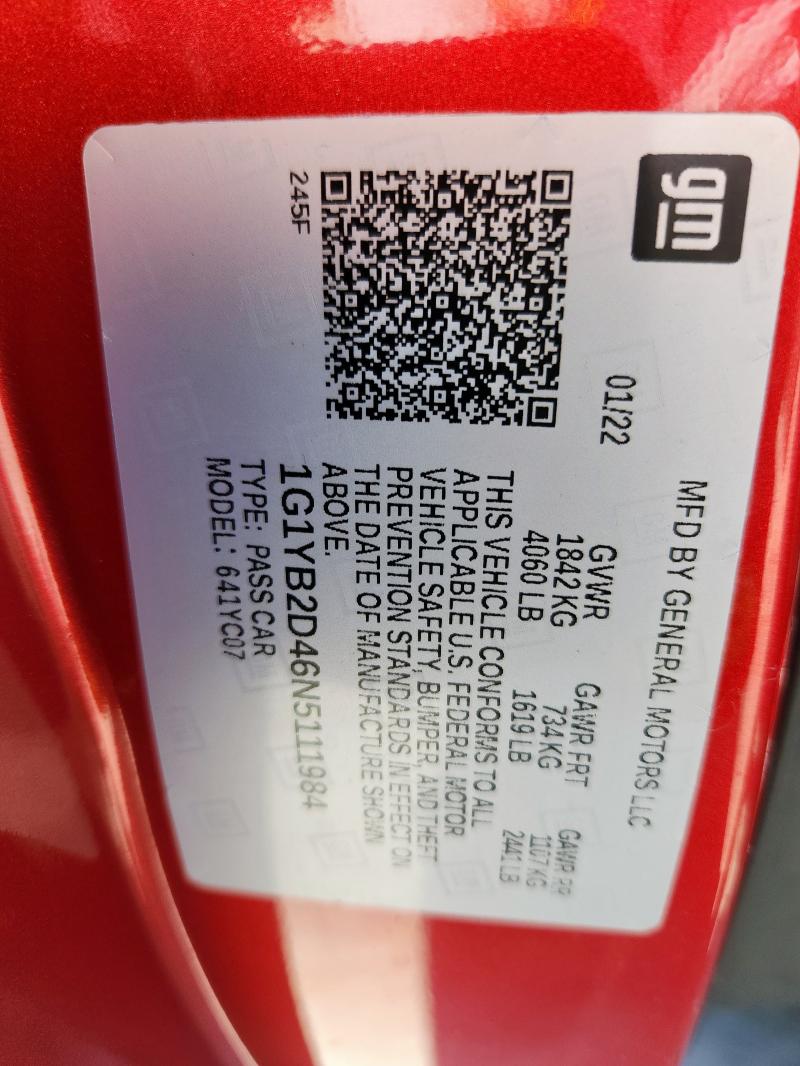 gm
MFD BY GENERAL MOTORS LLC
01/22
GVWR GAWR FRT GAWR RR
1842 KG 734 KG 1107 KG
4060 LB 1619 LB 2441 LB
THIS VEHICLE CONFORMS TO ALL
APPLICABLE U.S. FEDERAL MOTOR
VEHICLE SAFETY, BUMPER, AND THEFT
PREVENTION STANDARDS IN EFFECT ON
THE DATE OF MANUFACTURE SHOWN
ABOVE.
1G1YB2D46N5111984
TYPE: PASS CAR
MODEL: 641YC07
245F